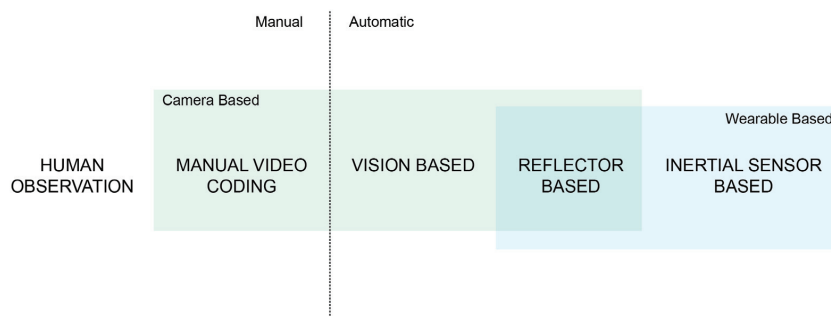 Manual
Automatic
Camera Based
Wearable Based
HUMAN
OBSERVATION
MANUAL VIDEO
CODING
VISION BASED
REFLECTOR
BASED
INERTIAL SENSOR
BASED